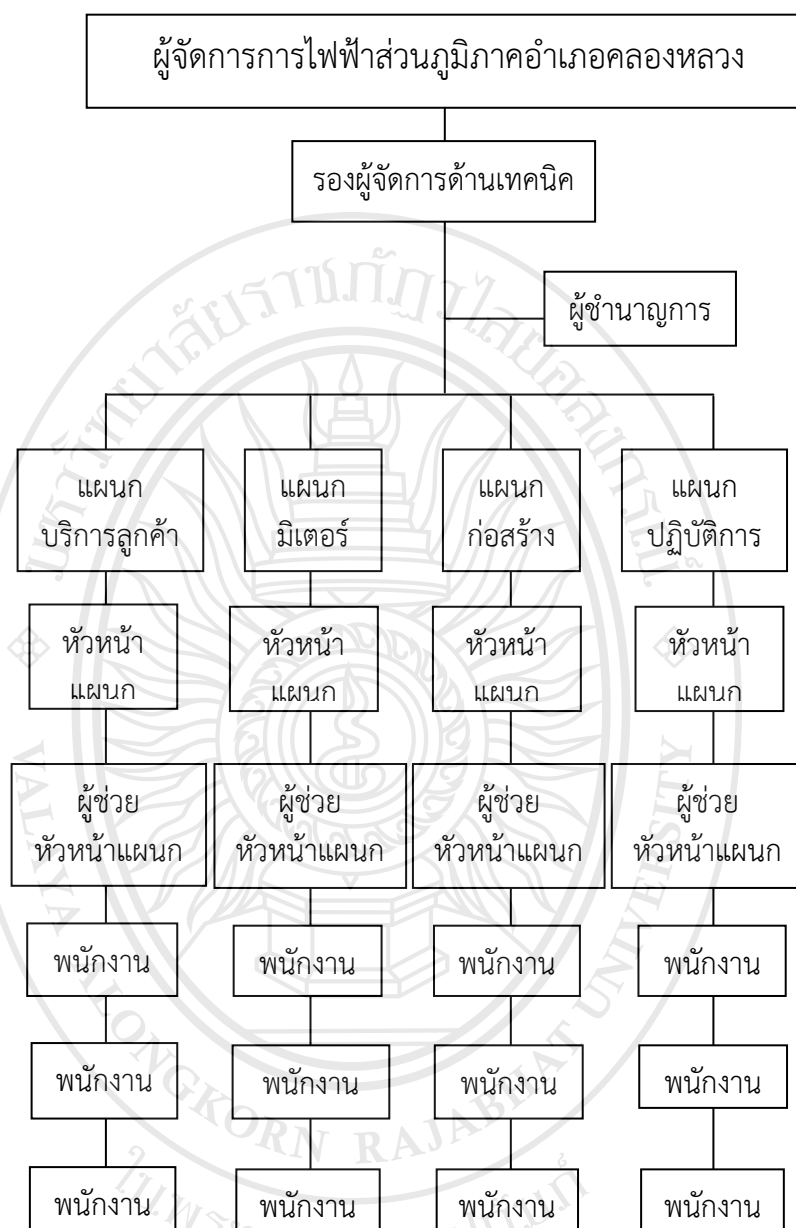 ผู้จัดการการไฟฟ้าส่วนภูมิภาคอำเภอคลองหลวง
รองผู้จัดการด้านเทคนิค
ผู้ชำนาญการ
แผนก
บริการลูกค้า
แผนก
มิเตอร์
แผนก
ก่อสร้าง
แผนก
ปฏิบัติการ
หัวหน้า
แผนก
หัวหน้า
แผนก
หัวหน้า
แผนก
หัวหน้า
แผนก
ผู้ช่วย
หัวหน้าแผนก
ผู้ช่วย
หัวหน้าแผนก
ผู้ช่วย
หัวหน้าแผนก
ผู้ช่วย
หัวหน้าแผนก
พนักงาน
พนักงาน
พนักงาน
พนักงาน
พนักงาน
พนักงาน
พนักงาน
พนักงาน
พนักงาน
พนักงาน
พนักงาน
พนักงาน
VALAYA ALONGKORN RAJABHAT UNIVERSITY